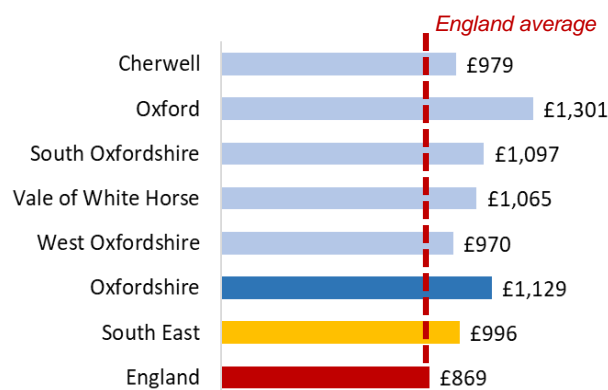 England average
Cherwell £979
Oxford £1,301
South Oxfordshire £1,097
Vale of White Horse £1,065
West Oxfordshire £970
Oxfordshire £1,129
South East £996
England £869